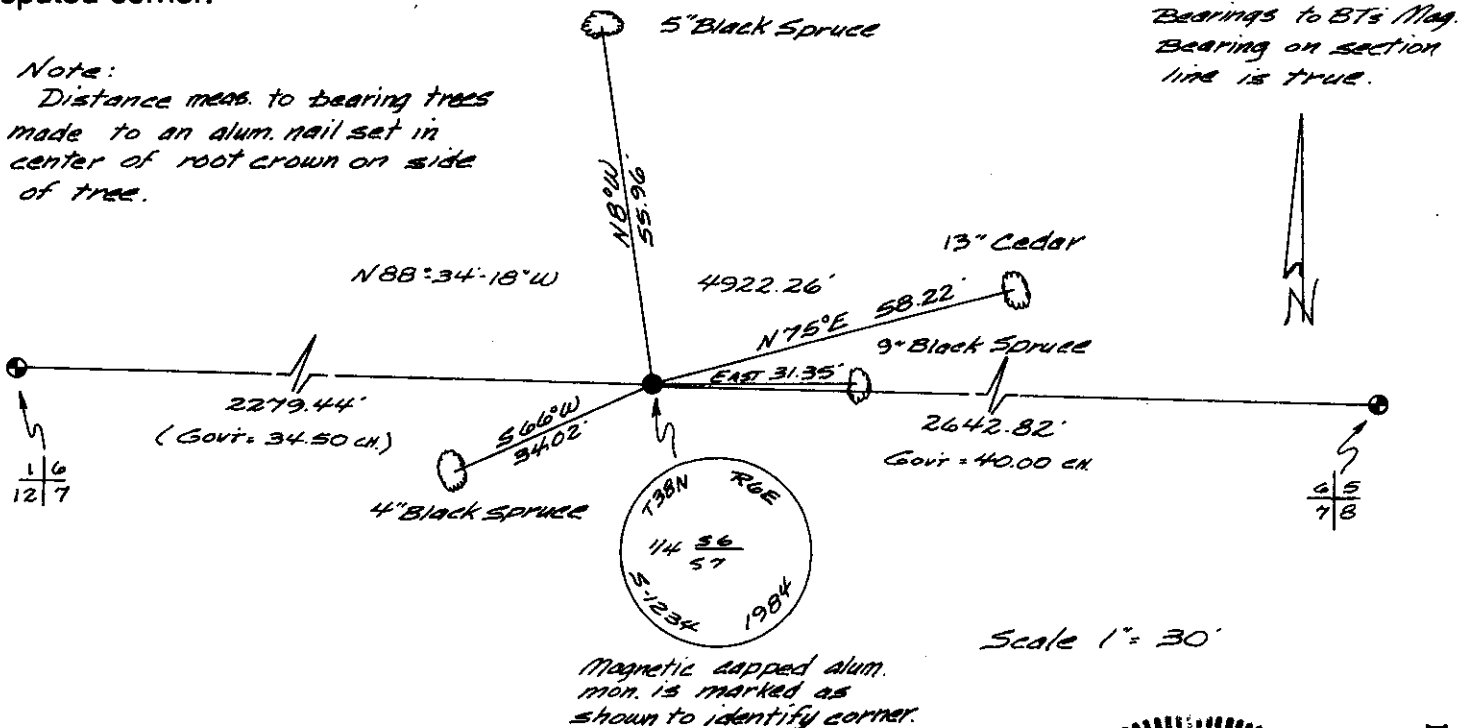 puted corner.
5" Black Spruce
Bearings to BTs Mag.
Bearing on section
line is true.
Note:
Distance meas. to bearing trees
made to an alum. nail set in
center of root crown on side
of tree.
N8°W
55.96'
13" Cedar
N
N88°-34'-18"W
4922.26'
N75°E 58.22'
9" Black Spruce
EAST 31.35'
2279.44'
(Gov't = 34.50 CH.)
2642.82'
Gov't = 40.00 CH.
S66°W
34.02'
4" Black Spruce
1 6
12 7
6 5
7 8
T38N R6E
1/4 S6
S7
S-1234 1984
Scale 1" = 30'
Magnetic capped alum.
mon. is marked as
shown to identify corner.